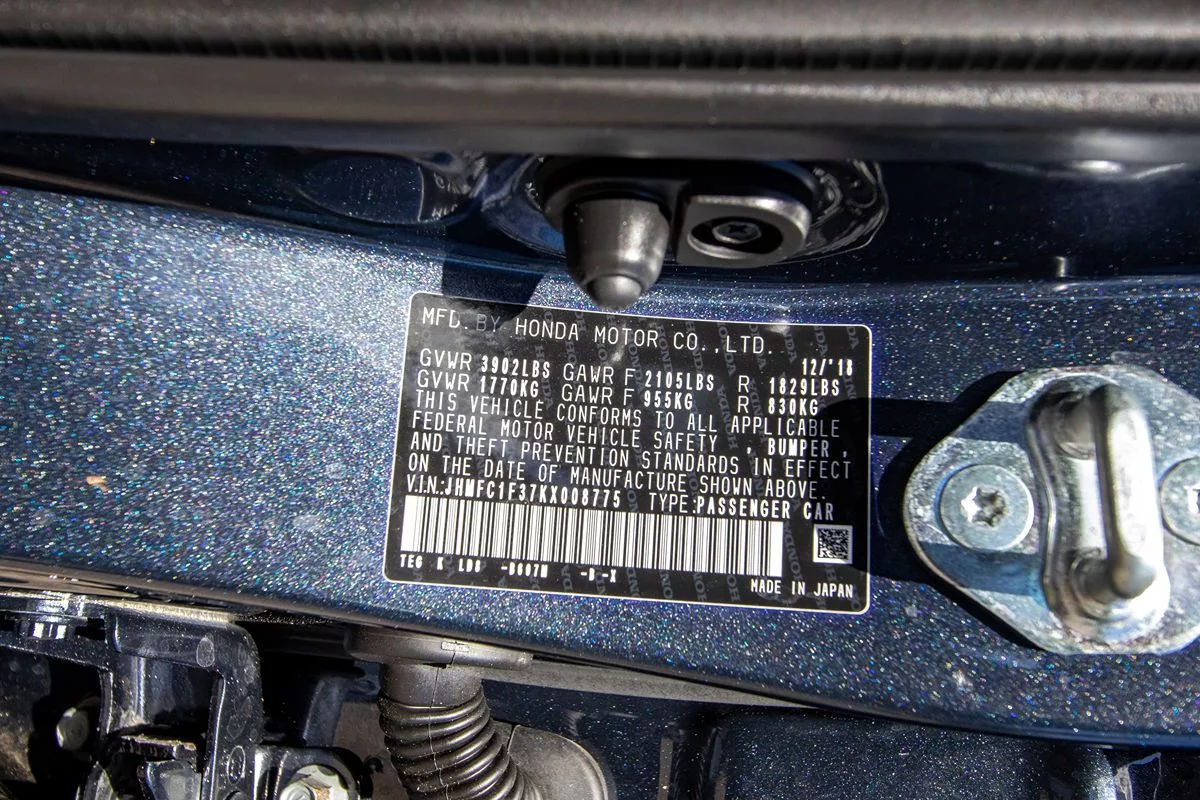 MFD. BY HONDA MOTOR CO.,LTD.
12/'18
GVWR 3902LBS GAWR F 2105LBS R 1829LBS
GVWR 1770KG GAWR F 955KG R 830KG
THIS VEHICLE CONFORMS TO ALL APPLICABLE
FEDERAL MOTOR VEHICLE SAFETY , BUMPER ,
AND THEFT PREVENTION STANDARDS IN EFFECT
ON THE DATE OF MANUFACTURE SHOWN ABOVE.
V.I.N.:JHMFC1F37KX008775 TYPE:PASSENGER CAR
MADE IN JAPAN